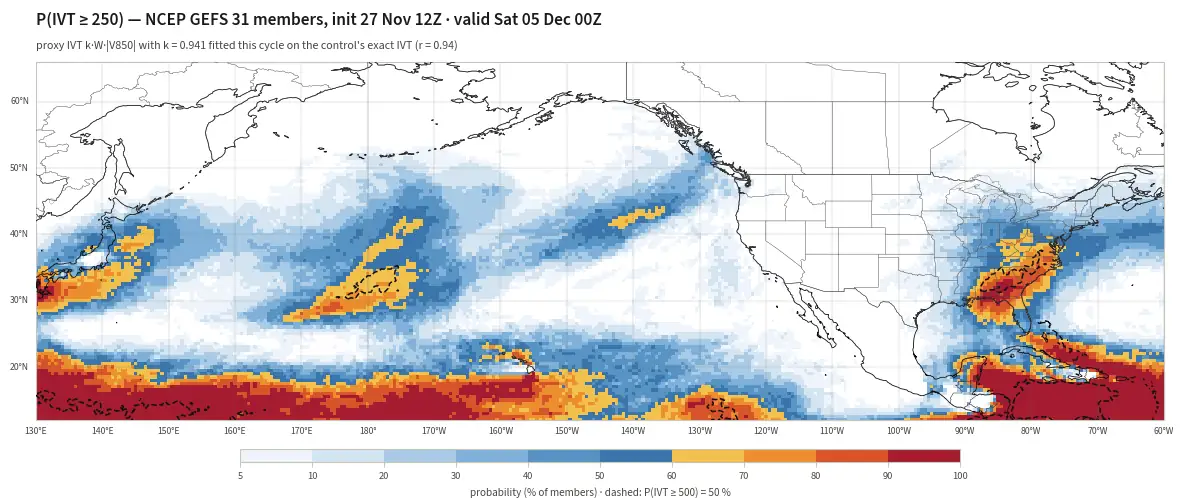 P(IVT ≥ 250) — NCEP GEFS 31 members, init 27 Nov 12Z · valid Sat 05 Dec 00Z
proxy IVT k·W·|V850| with k = 0.941 fitted this cycle on the control's exact IVT (r = 0.94)
60°N
50°N
40°N
30°N
20°N
130°E 140°E 150°E 160°E 170°E 180° 170°W 160°W 150°W 140°W 130°W 120°W 110°W 100°W 90°W 80°W 70°W 60°W
5 10 20 30 40 50 60 70 80 90 100
probability (% of members) · dashed: P(IVT ≥ 500) = 50 %